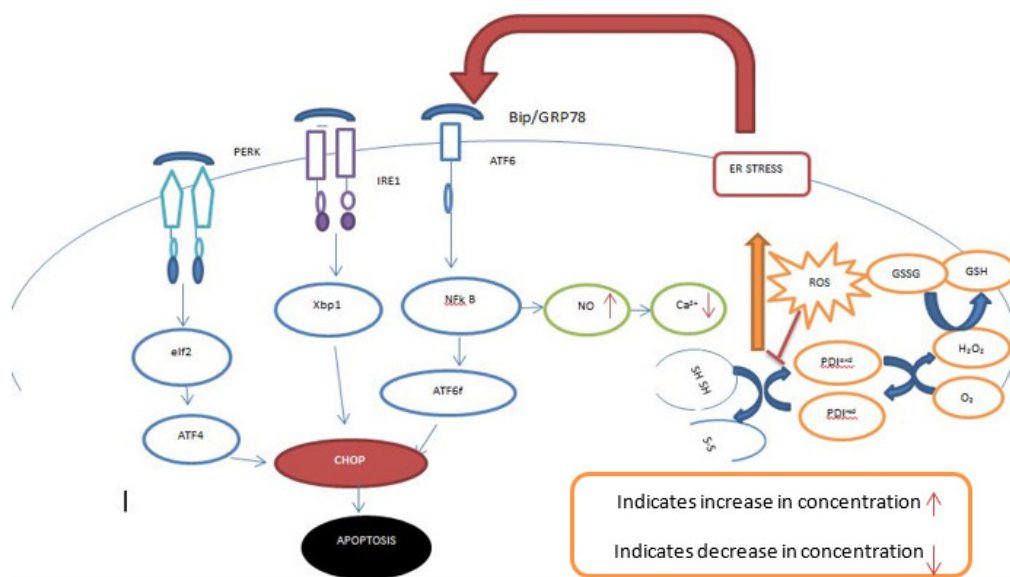 Bip/GRP78
PERK
IRE1
ATF6
ER STRESS
ROS
GSSG
GSH
Xbp1
NFk B
NO ↑
Ca²⁺ ↓
eIf2
ATF6f
SH SH
PDIᵒˣᵈ
H₂O₂
PDIʳᵉᵈ
O₂
S-S
ATF4
CHOP
APOPTOSIS
Indicates increase in concentration ↑
Indicates decrease in concentration ↓